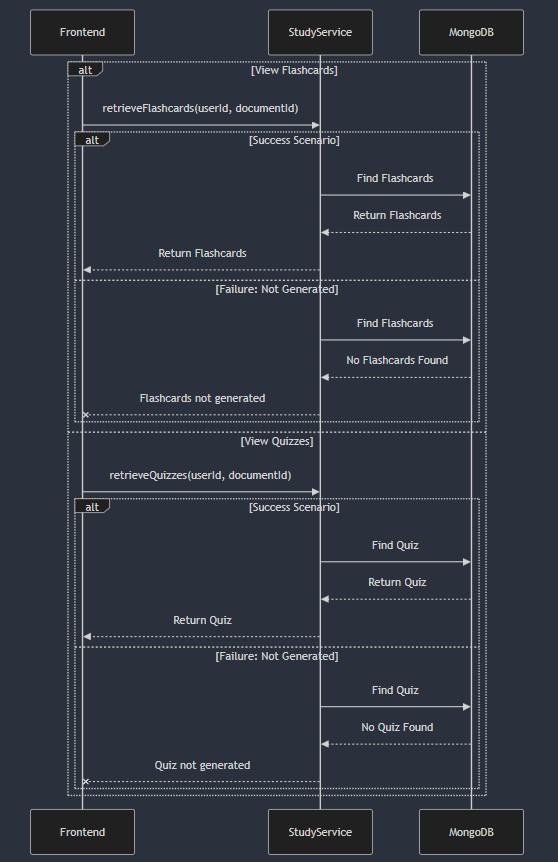 Frontend
StudyService
MongoDB
alt
[View Flashcards]
retrieveFlashcards(userId, documentId)
alt
[Success Scenario]
Find Flashcards
Return Flashcards
Return Flashcards
[Failure: Not Generated]
Find Flashcards
No Flashcards Found
Flashcards not generated
[View Quizzes]
retrieveQuizzes(userId, documentId)
alt
[Success Scenario]
Find Quiz
Return Quiz
Return Quiz
[Failure: Not Generated]
Find Quiz
No Quiz Found
Quiz not generated
Frontend
StudyService
MongoDB